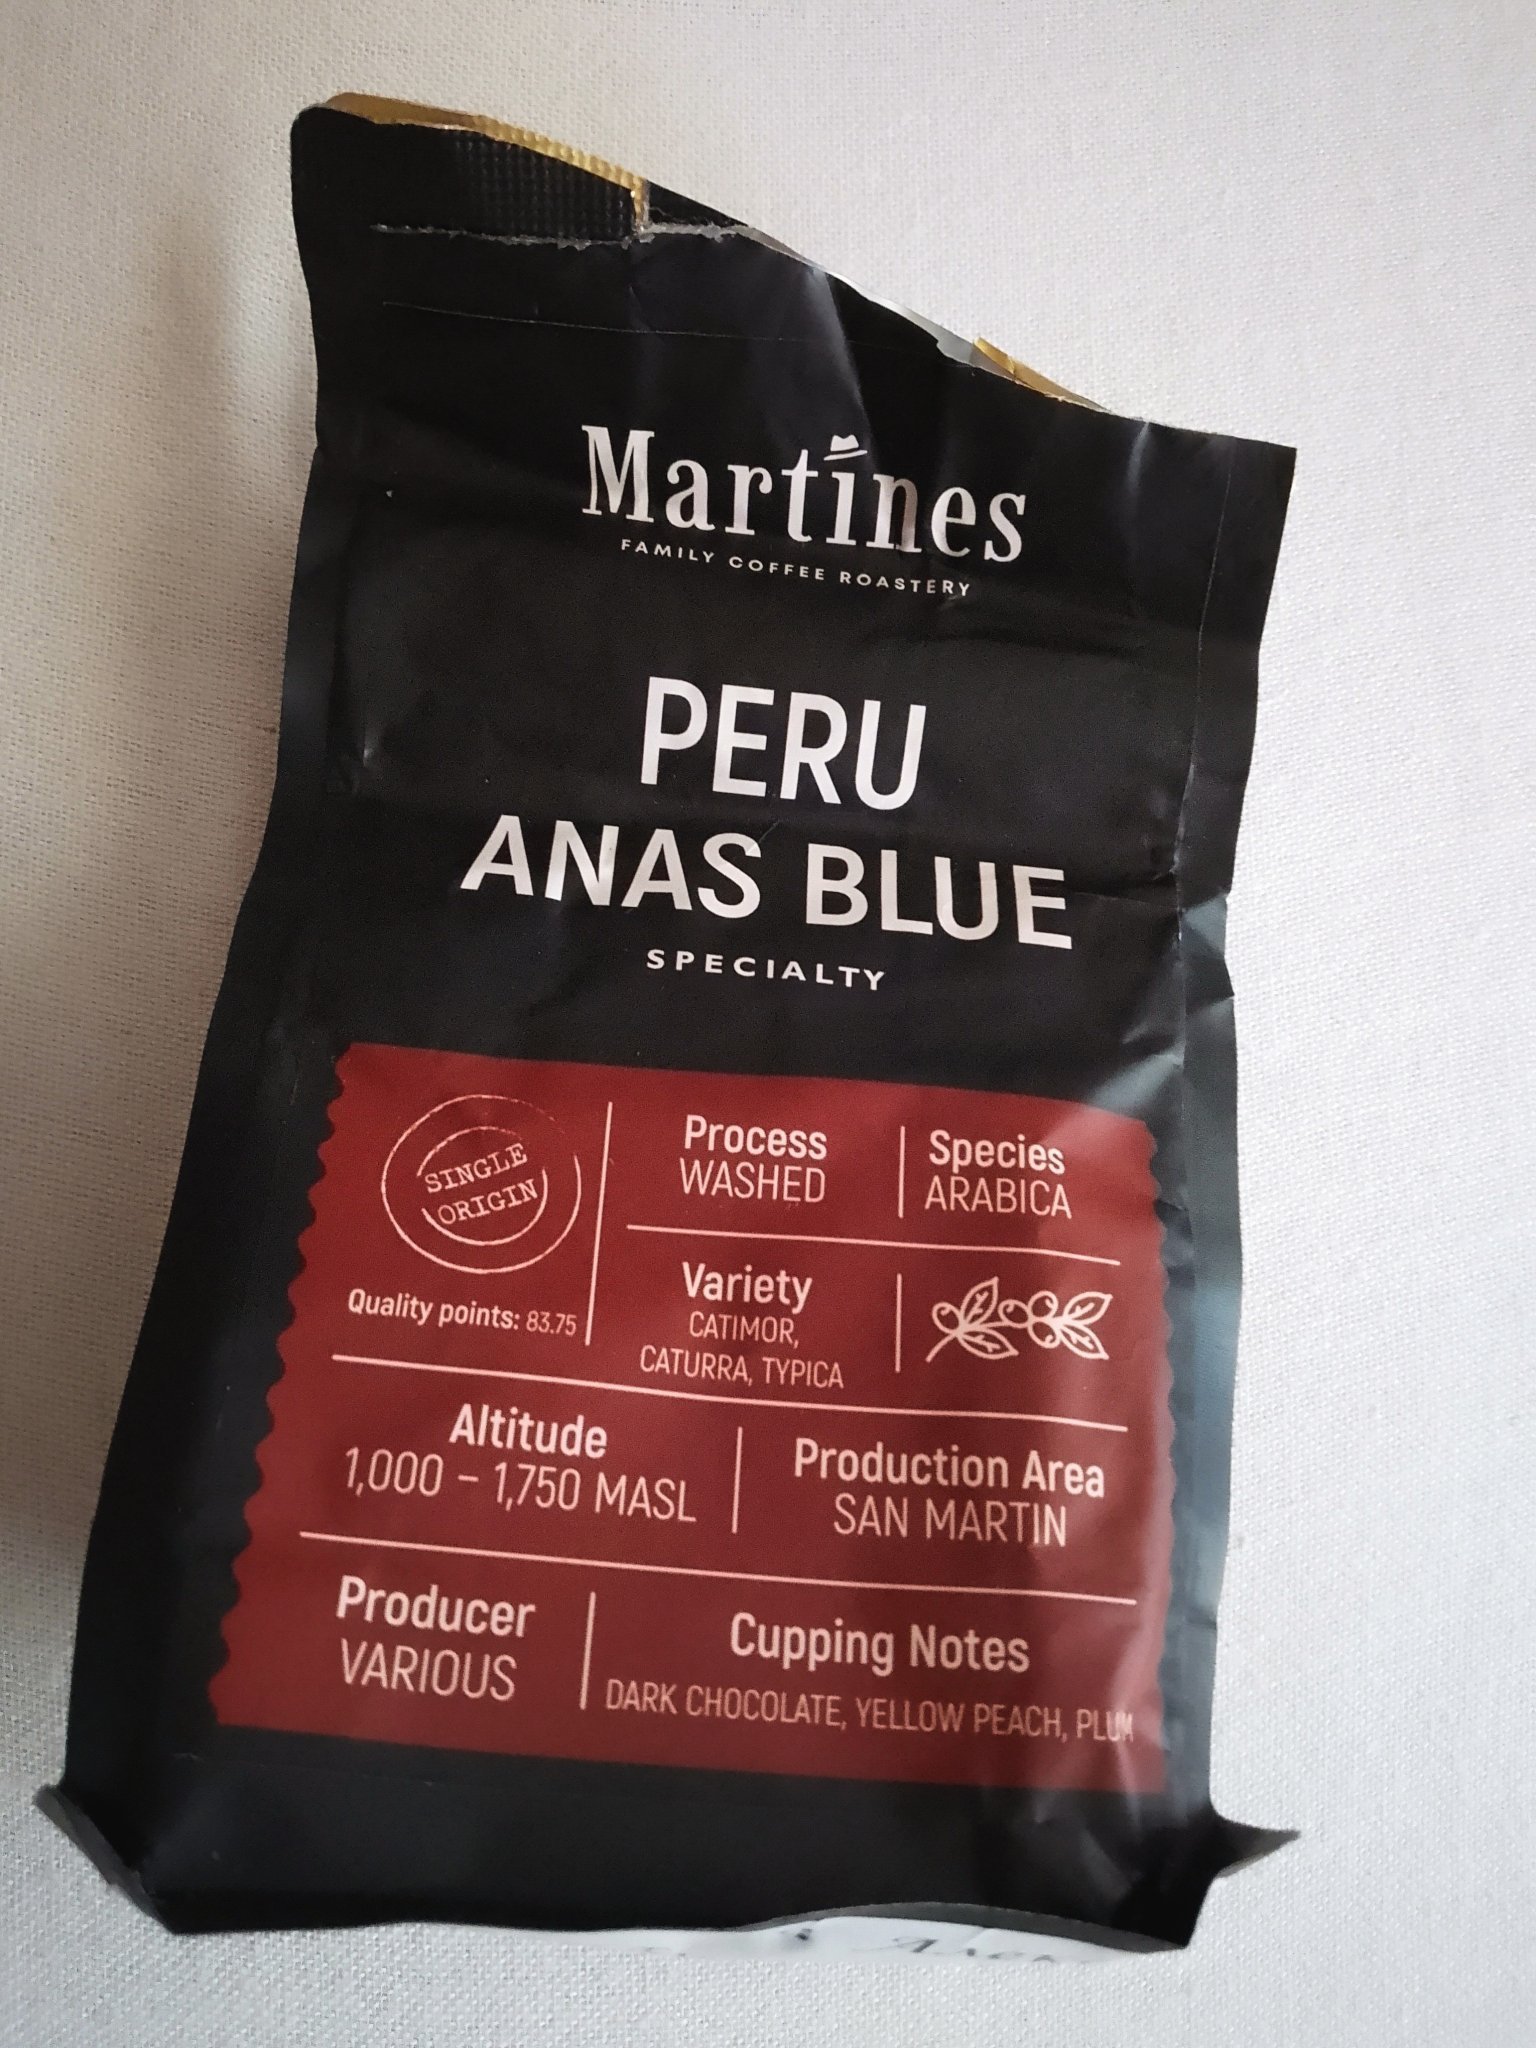 Martines
FAMILY COFFEE ROASTERY
PERU
ANAS BLUE
SPECIALTY
SINGLE
ORIGIN
Quality points: 83.75
Process
WASHED
Species
ARABICA
Variety
CATIMOR,
CATURRA, TYPICA
Altitude
1,000 – 1,750 MASL
Production Area
SAN MARTIN
Producer
VARIOUS
Cupping Notes
DARK CHOCOLATE, YELLOW PEACH, PLUM